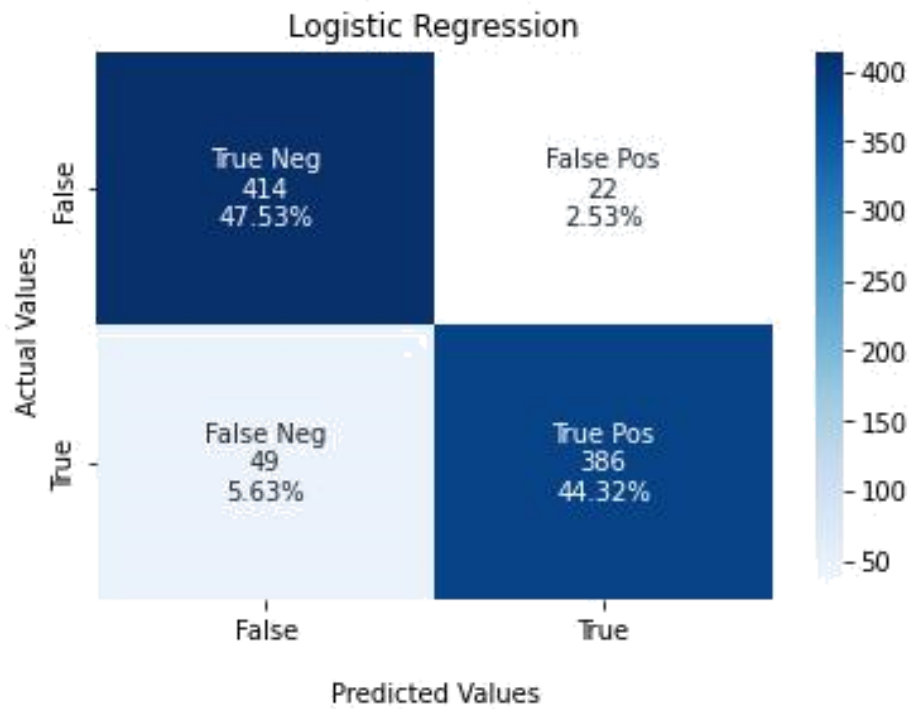 Logistic Regression
True Neg
414
47.53%
False Pos
22
2.53%
False Neg
49
5.63%
True Pos
386
44.32%
False
True
Actual Values
False
True
Predicted Values
400
350
300
250
200
150
100
50